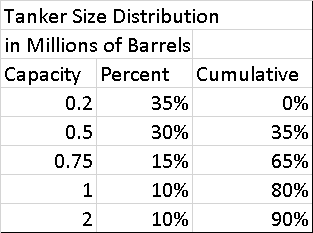 Tanker Size Distribution
in Millions of Barrels
Capacity Percent Cumulative
0.2 35% 0%
0.5 30% 35%
0.75 15% 65%
1 10% 80%
2 10% 90%